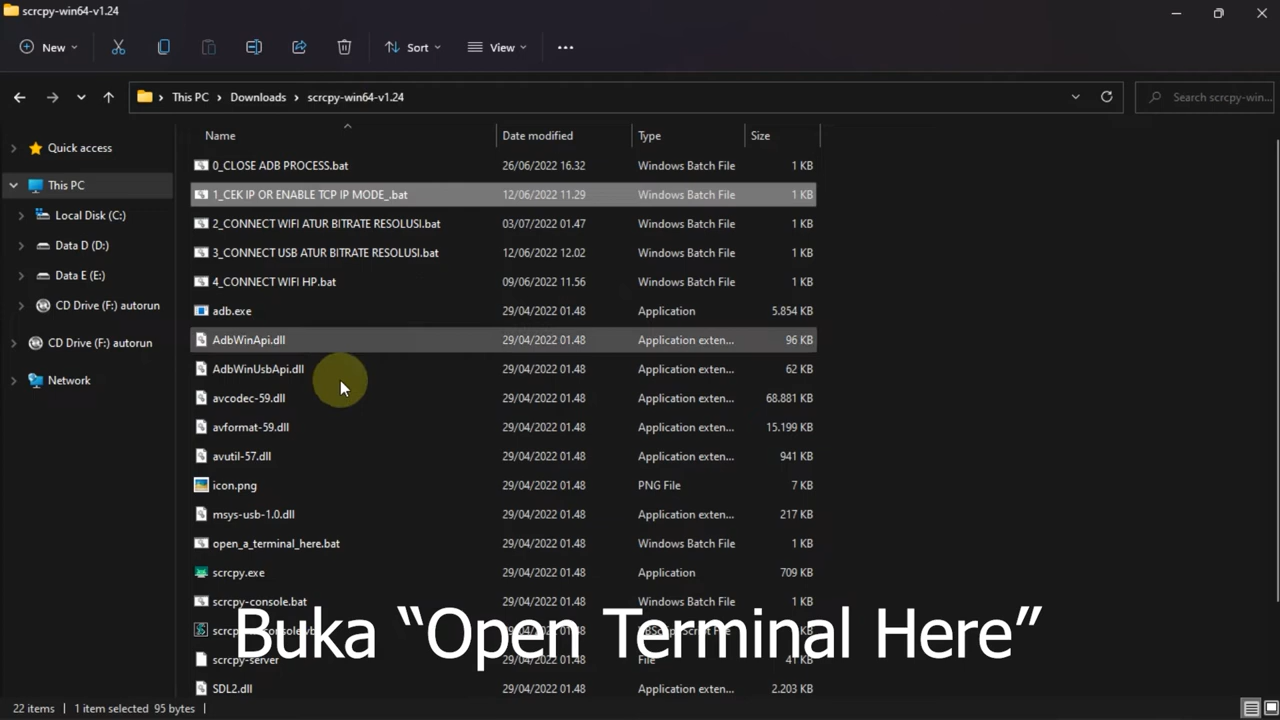 scrcpy-win64-v1.24
New Sort View
This PC > Downloads > scrcpy-win64-v1.24 Search scrcpy-win...
Quick access
This PC
Local Disk (C:)
Data D (D:)
Data E (E:)
CD Drive (F:) autorun
CD Drive (F:) autorun
Network
Name Date modified Type Size
0_CLOSE ADB PROCESS.bat 26/06/2022 16.32 Windows Batch File 1 KB
1_CEK IP OR ENABLE TCP IP MODE_.bat 12/06/2022 11.29 Windows Batch File 1 KB
2_CONNECT WIFI ATUR BITRATE RESOLUSI.bat 03/07/2022 01.47 Windows Batch File 1 KB
3_CONNECT USB ATUR BITRATE RESOLUSI.bat 12/06/2022 12.02 Windows Batch File 1 KB
4_CONNECT WIFI HP.bat 09/06/2022 11.56 Windows Batch File 1 KB
adb.exe 29/04/2022 01.48 Application 5.854 KB
AdbWinApi.dll 29/04/2022 01.48 Application exten... 96 KB
AdbWinUsbApi.dll 29/04/2022 01.48 Application exten... 62 KB
avcodec-59.dll 29/04/2022 01.48 Application exten... 68.881 KB
avformat-59.dll 29/04/2022 01.48 Application exten... 15.199 KB
avutil-57.dll 29/04/2022 01.48 Application exten... 941 KB
icon.png 29/04/2022 01.48 PNG File 7 KB
msys-usb-1.0.dll 29/04/2022 01.48 Application exten... 217 KB
open_a_terminal_here.bat 29/04/2022 01.48 Windows Batch File 1 KB
scrcpy.exe 29/04/2022 01.48 Application 709 KB
scrcpy-console.bat 29/04/2022 01.48 Windows Batch File 1 KB
Script File 1 KB
scrcpy-server 29/04/2022 01.48 File 41 KB
SDL2.dll 29/04/2022 01.48 Application exten... 2.203 KB
Buka “Open Terminal Here”
22 items 1 item selected 95 bytes